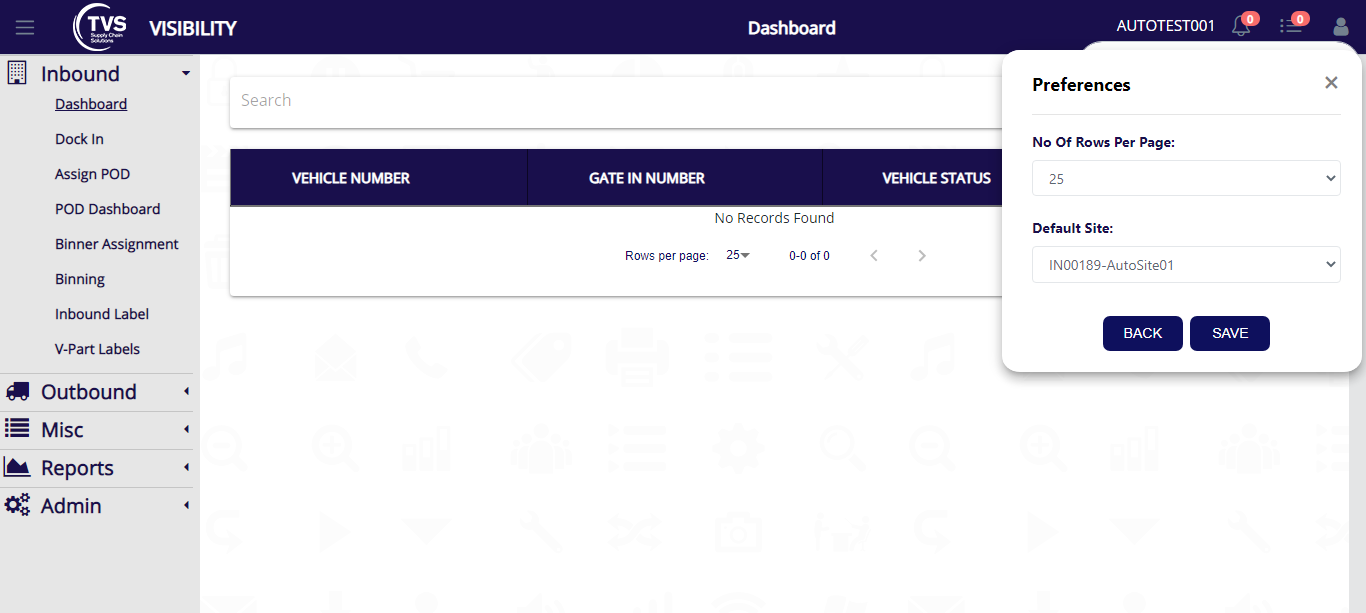 TVS
Supply Chain
Solutions
VISIBILITY
Dashboard
AUTOTEST001
0
0
Inbound
Dashboard
Dock In
Assign POD
POD Dashboard
Binner Assignment
Binning
Inbound Label
V-Part Labels
Outbound
Misc
Reports
Admin
Search
VEHICLE NUMBER GATE IN NUMBER VEHICLE STATUS
No Records Found
Rows per page: 25 0-0 of 0
Preferences ×
No Of Rows Per Page:
25
Default Site:
IN00189-AutoSite01
BACK SAVE